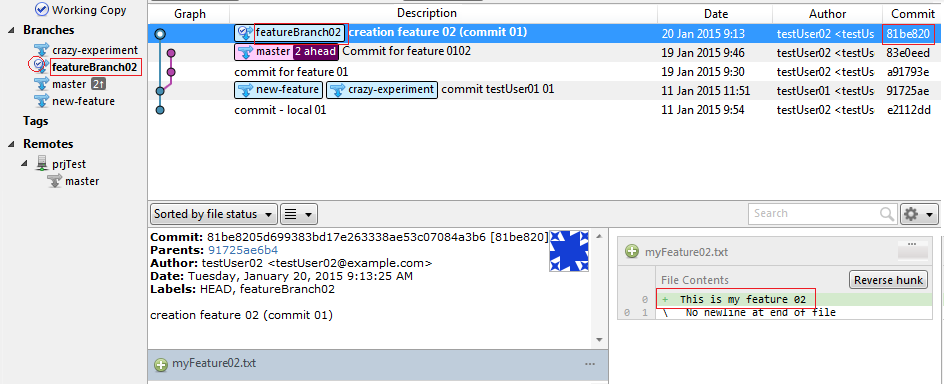 Working Copy
Branches
crazy-experiment
featureBranch02
master 2↑
new-feature
Tags
Remotes
prjTest
master
Graph Description Date Author Commit
featureBranch02 creation feature 02 (commit 01) 20 Jan 2015 9:13 testUser02 <testUs 81be820
master 2 ahead Commit for feature 0102 19 Jan 2015 9:46 testUser02 <testUs 83e0eed
commit for feature 01 19 Jan 2015 9:30 testUser02 <testUs a91793e
new-feature crazy-experiment commit testUser01 01 11 Jan 2015 11:51 testUser01 <testUs 91725ae
commit - local 01 11 Jan 2015 9:54 testUser02 <testUs e2112dd
Sorted by file status Search
Commit: 81be8205d699383bd17e263338ae53c07084a3b6 [81be820]
Parents: 91725ae6b4
Author: testUser02 <testUser02@example.com>
Date: Tuesday, January 20, 2015 9:13:25 AM
Labels: HEAD, featureBranch02
creation feature 02 (commit 01)
myFeature02.txt ...
myFeature02.txt ...
File Contents Reverse hunk
0 + This is my feature 02
0 1 \ No newline at end of file